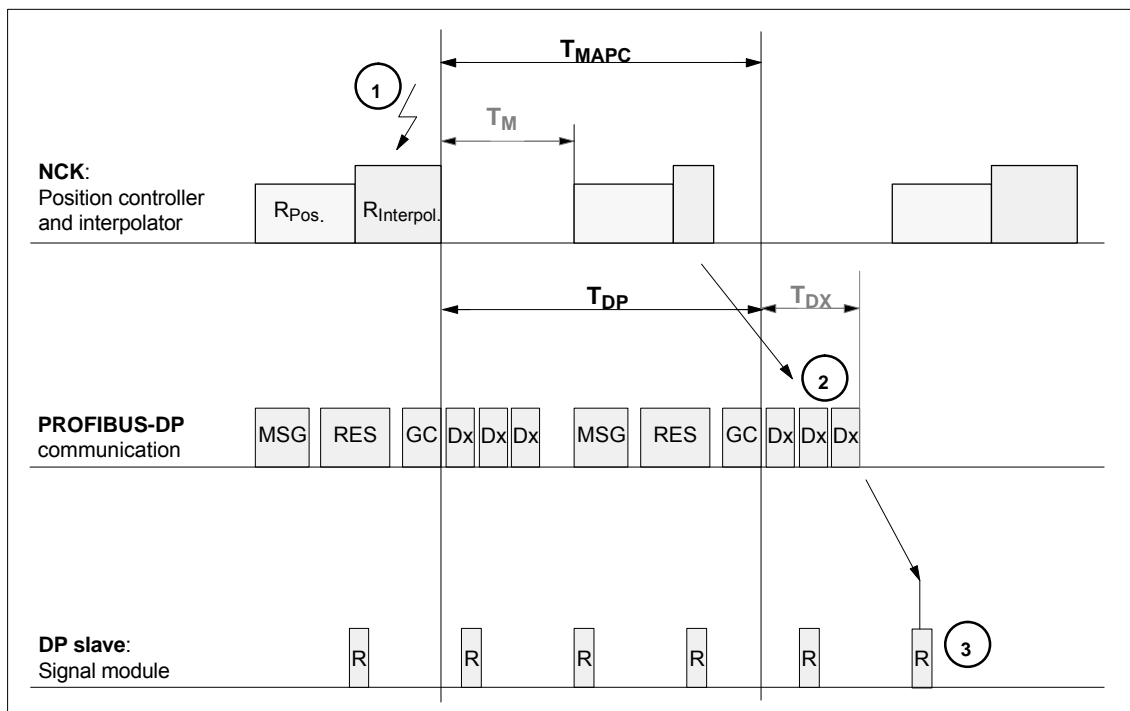 T_MAPC
1
T_M
NCK:
Position controller
and interpolator
R_Pos. R_Interpol.
T_DP T_DX
2
PROFIBUS-DP
communication
MSG RES GC Dx Dx Dx MSG RES GC Dx Dx Dx
DP slave:
Signal module
R R R R R R 3